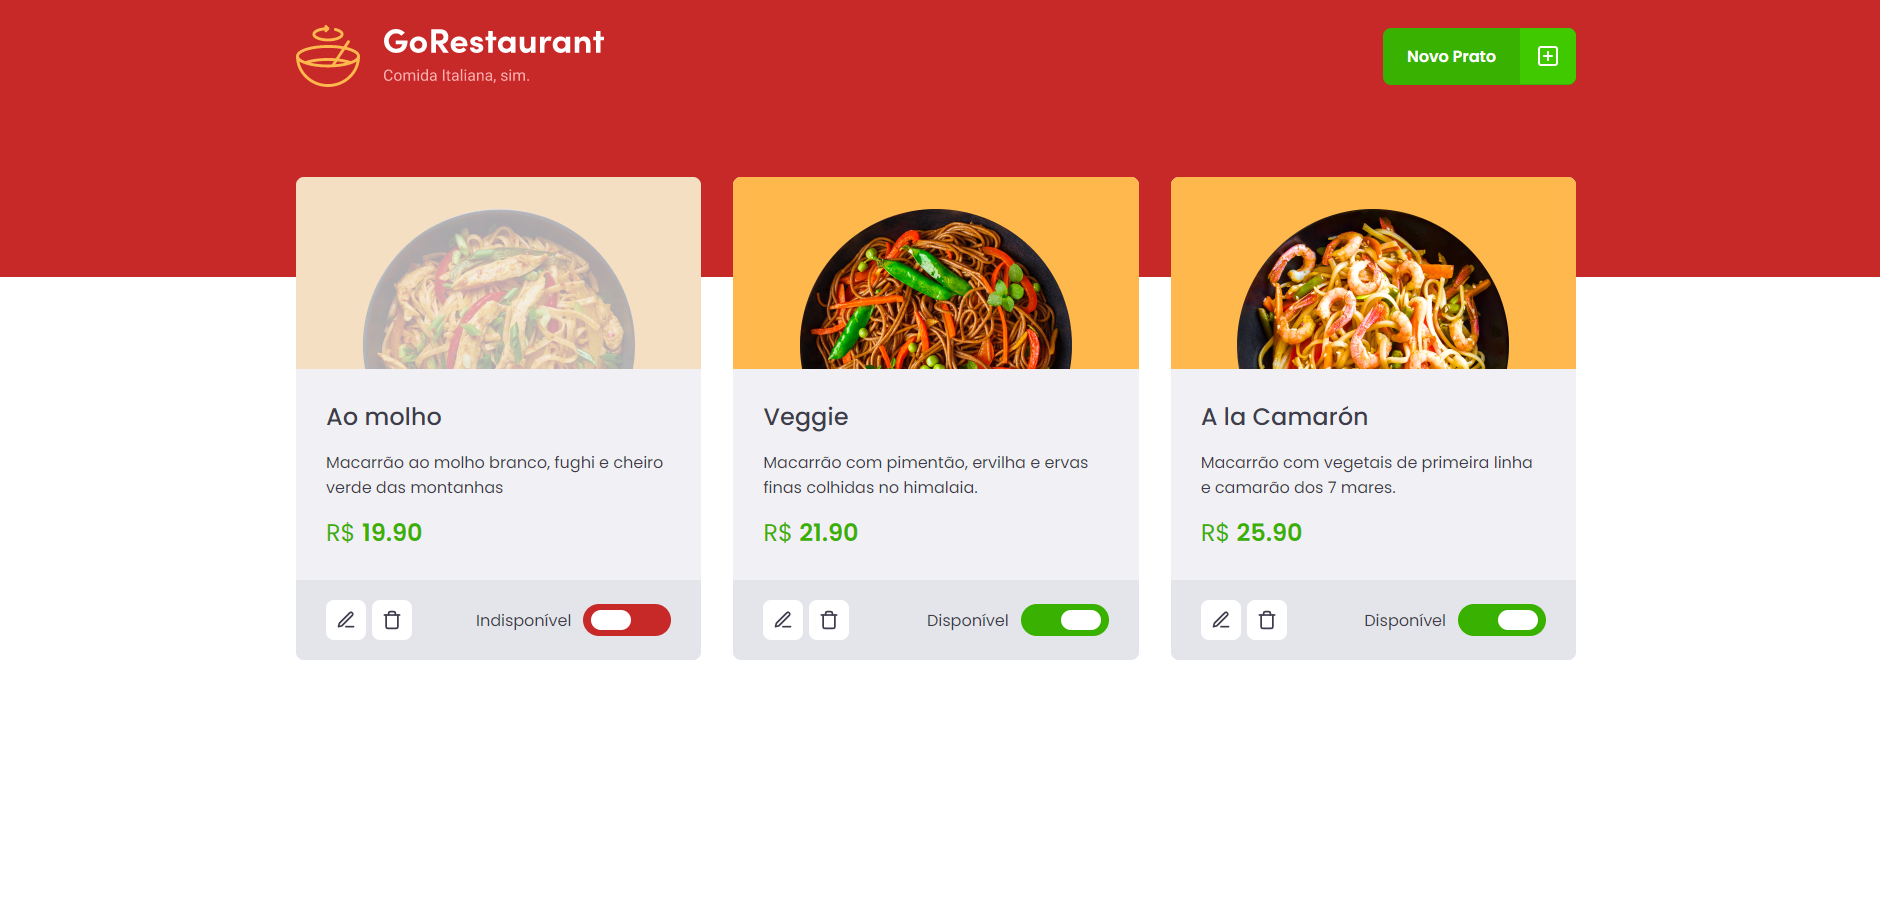 GoRestaurant
Comida Italiana, sim.
Novo Prato
Ao molho
Macarrão ao molho branco, fughi e cheiro
verde das montanhas
R$ 19.90
Indisponível
Veggie
Macarrão com pimentão, ervilha e ervas
finas colhidas no himalaia.
R$ 21.90
Disponível
A la Camarón
Macarrão com vegetais de primeira linha
e camarão dos 7 mares.
R$ 25.90
Disponível